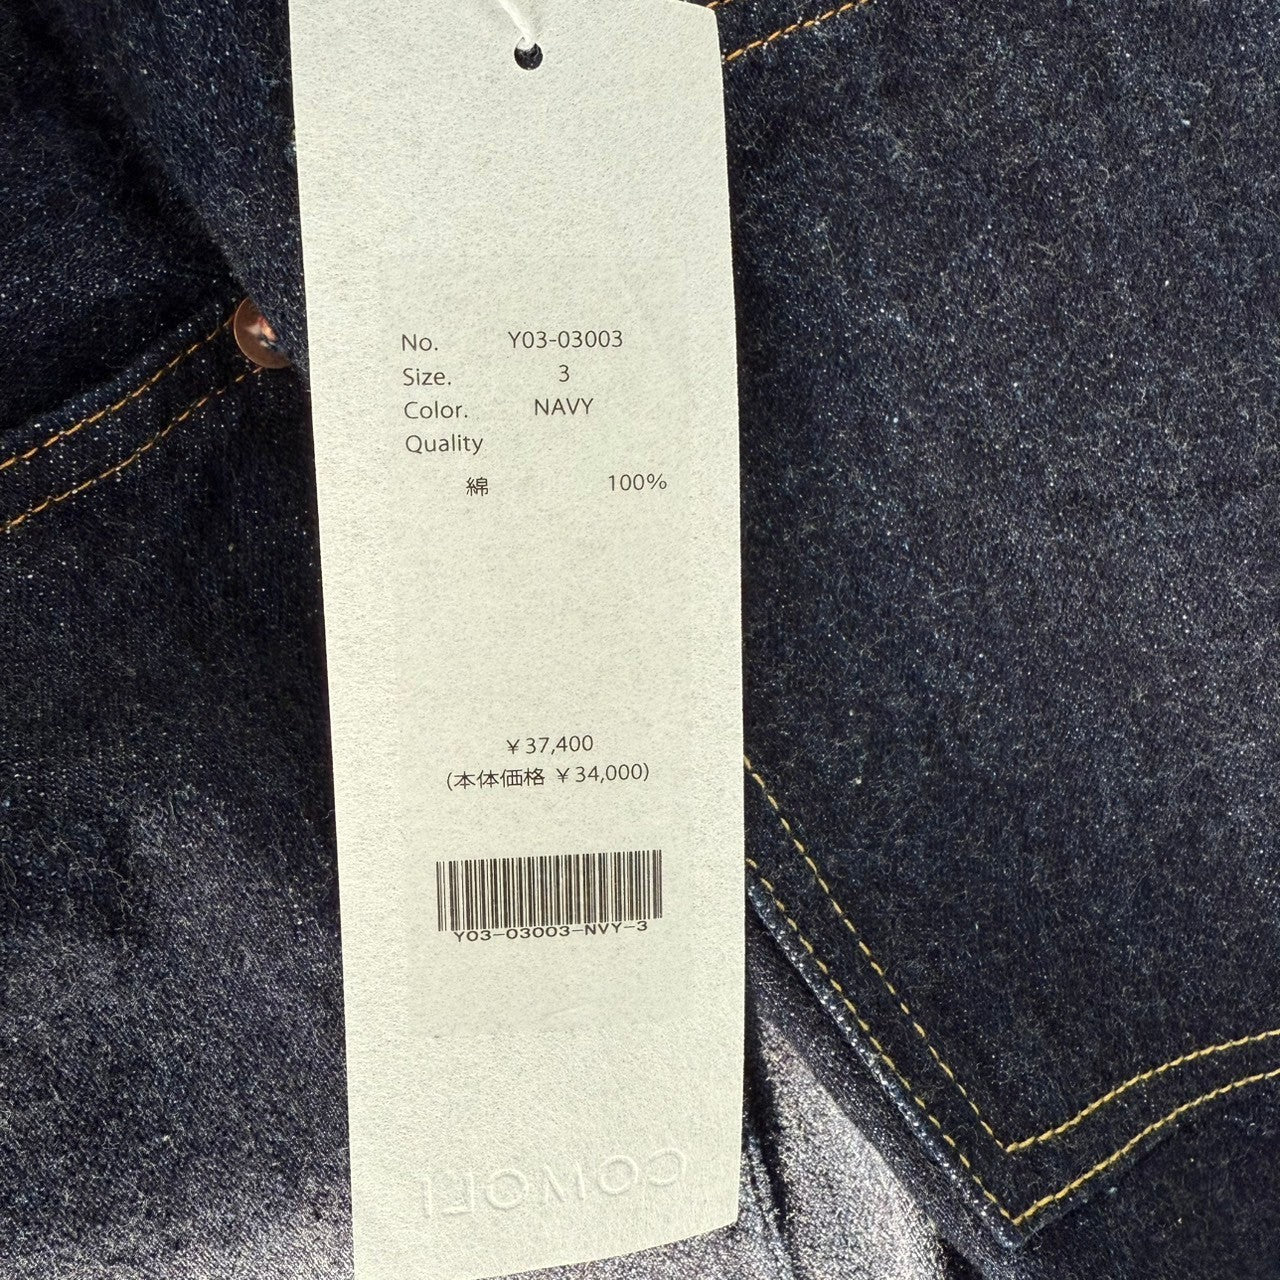 No. Y03-03003
Size. 3
Color. NAVY
Quality
綿 100%
￥37,400
(本体価格 ￥34,000)
Y03-03003-NVY-3
COMOLI